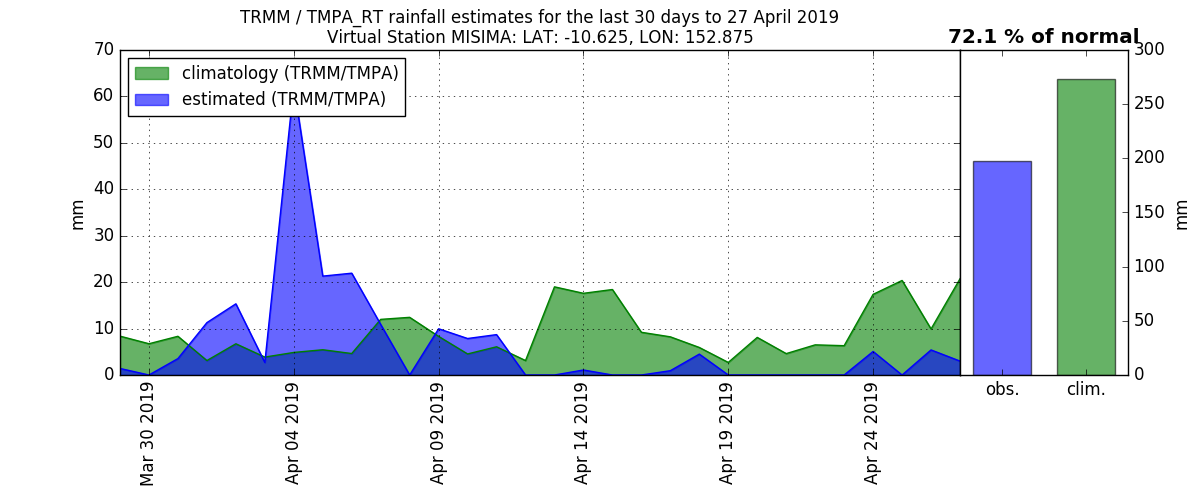 TRMM / TMPA_RT rainfall estimates for the last 30 days to 27 April 2019
Virtual Station MISIMA: LAT: -10.625, LON: 152.875
72.1 % of normal
climatology (TRMM/TMPA)
estimated (TRMM/TMPA)
70
60
50
40
30
20
10
0
mm
Mar 30 2019
Apr 04 2019
Apr 09 2019
Apr 14 2019
Apr 19 2019
Apr 24 2019
obs.
clim.
300
250
200
150
100
50
0
mm